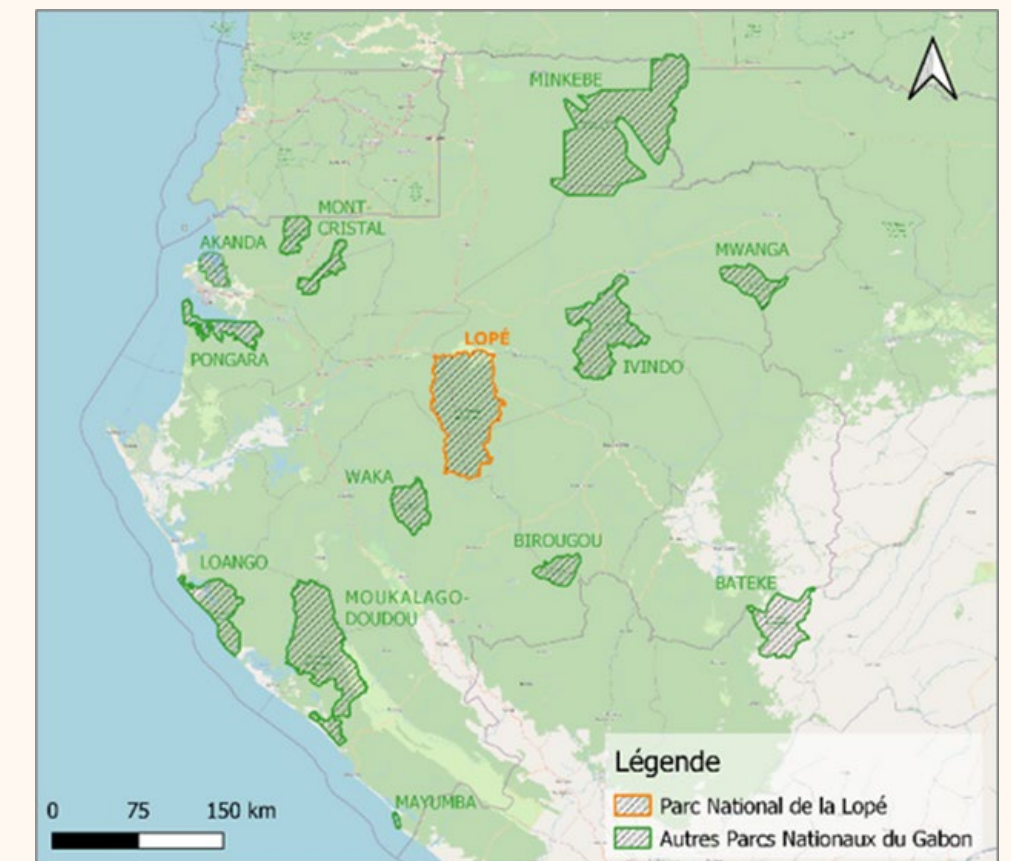 MINKEBE
MONT-
CRISTAL
AKANDA
MWANGA
PONGARA
LOPÉ
IVINDO
WAKA
BIROUGOU
LOANGO
BATEKE
MOUKALAGO-
DOUDOU
MAYUMBA
Légende
Parc National de la Lopé
Autres Parcs Nationaux du Gabon
0 75 150 km